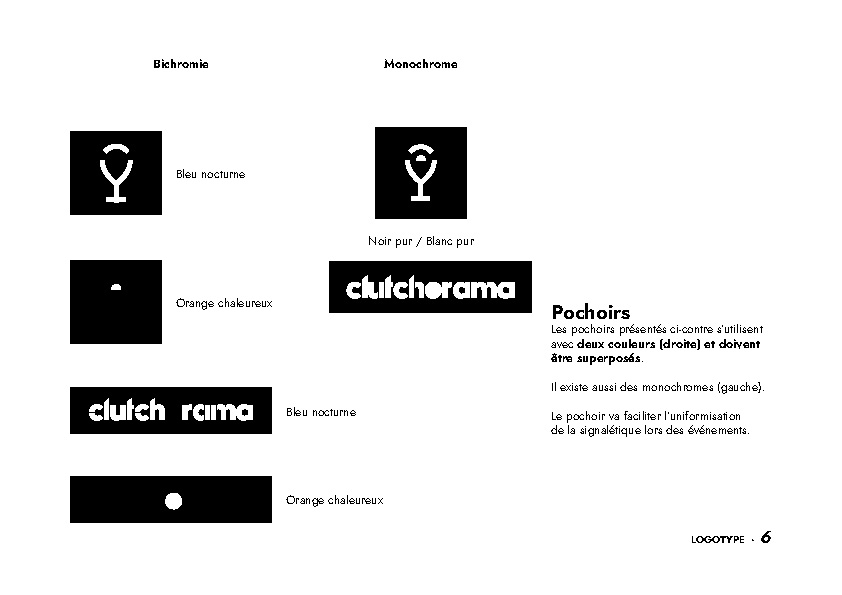 Bichromie
Monochrome
Bleu nocturne
Noir pur / Blanc pur
Orange chaleureux
clutchorama
clutch rama
Bleu nocturne
Orange chaleureux
Pochoirs
Les pochoirs présentés ci-contre s'utilisent
avec deux couleurs (droite) et doivent
être superposés.
Il existe aussi des monochromes (gauche).
Le pochoir va faciliter l'uniformisation
de la signalétique lors des événements.
LOGOTYPE · 6